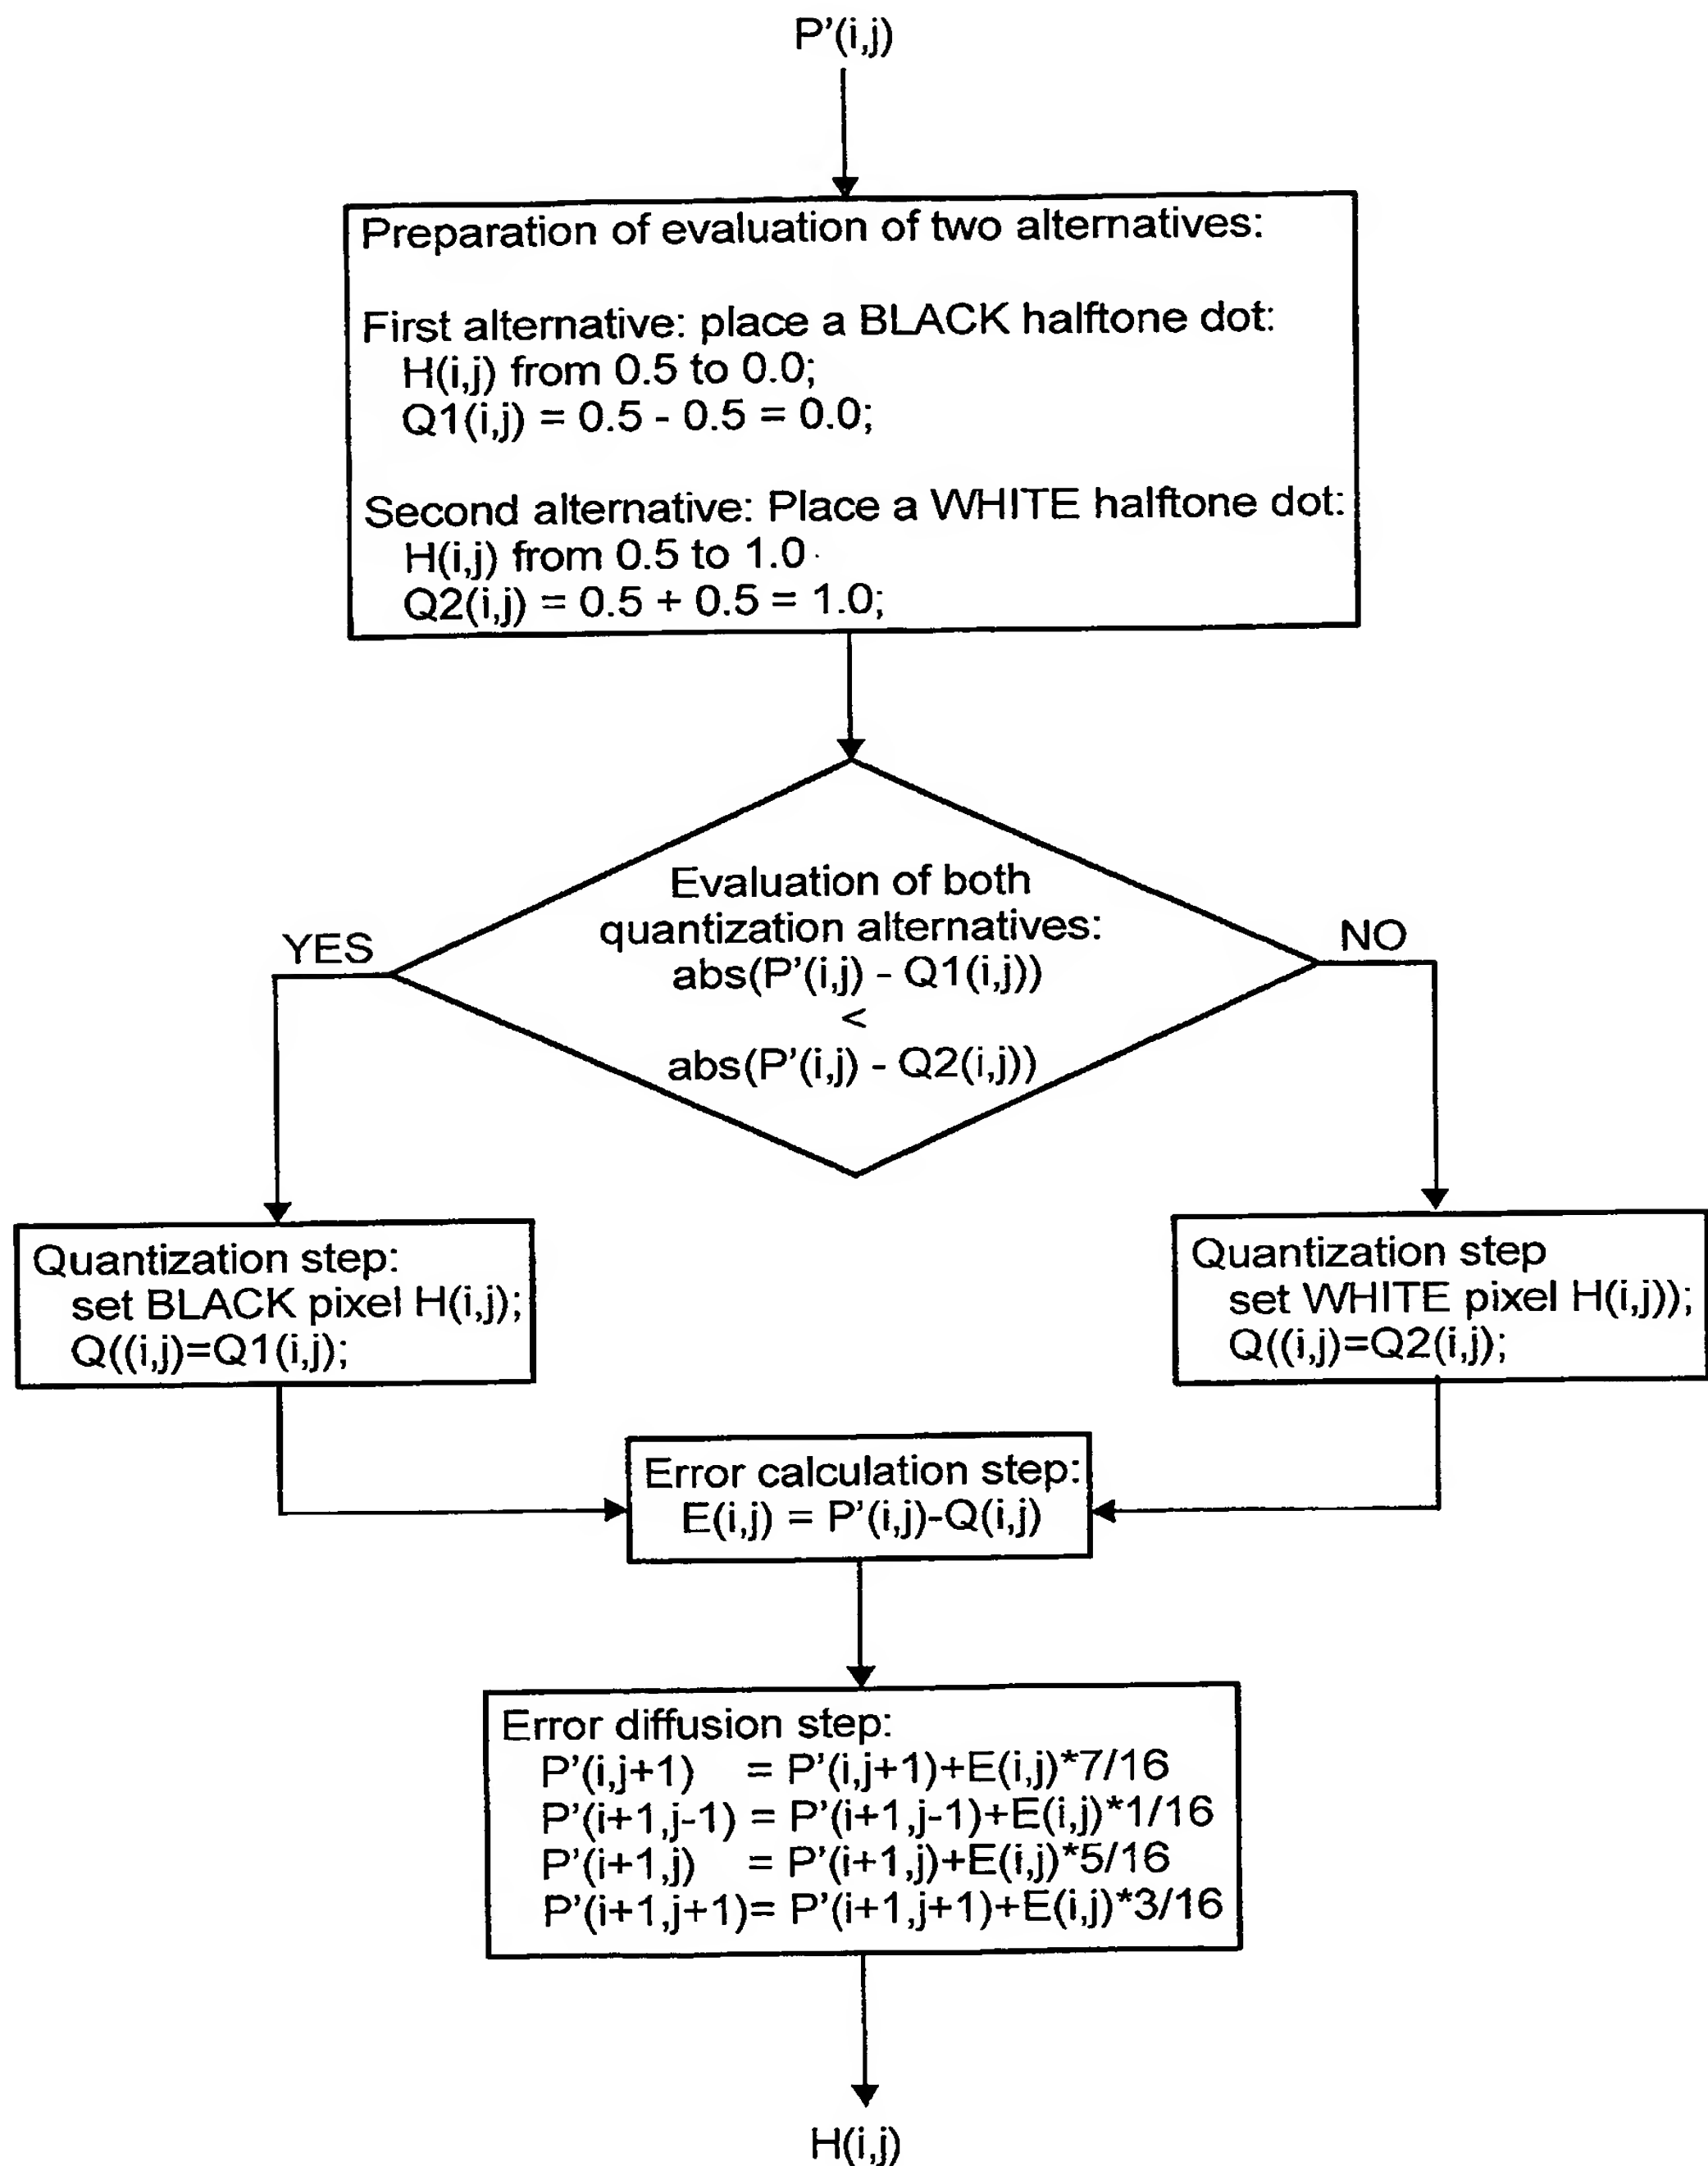 P'(i,j)
Preparation of evaluation of two alternatives:
First alternative: place a BLACK halftone dot:
H(i,j) from 0.5 to 0.0;
Q1(i,j) = 0.5 - 0.5 = 0.0;
Second alternative: Place a WHITE halftone dot:
H(i,j) from 0.5 to 1.0
Q2(i,j) = 0.5 + 0.5 = 1.0;
Evaluation of both
quantization alternatives:
abs(P'(i,j) - Q1(i,j))
<
abs(P'(i,j) - Q2(i,j))
YES
NO
Quantization step:
set BLACK pixel H(i,j);
Q((i,j)=Q1(i,j);
Quantization step
set WHITE pixel H(i,j));
Q((i,j)=Q2(i,j);
Error calculation step:
E(i,j) = P'(i,j)-Q(i,j)
Error diffusion step:
P'(i,j+1) = P'(i,j+1)+E(i,j)*7/16
P'(i+1,j-1) = P'(i+1,j-1)+E(i,j)*1/16
P'(i+1,j) = P'(i+1,j)+E(i,j)*5/16
P'(i+1,j+1)= P'(i+1,j+1)+E(i,j)*3/16
H(i,j)